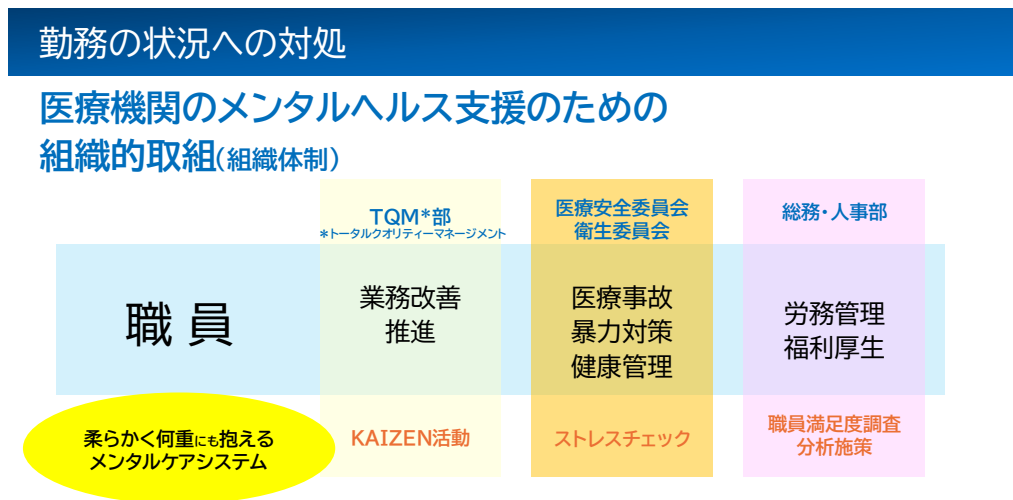 勤務の状況への対処
医療機関のメンタルヘルス支援のための
組織的取組(組織体制)
TQM*部
*トータルクオリティーマネージメント
医療安全委員会
衛生委員会
総務・人事部
職 員
業務改善
推進
医療事故
暴力対策
健康管理
労務管理
福利厚生
柔らかく何重にも抱える
メンタルケアシステム
KAIZEN活動
ストレスチェック
職員満足度調査
分析施策